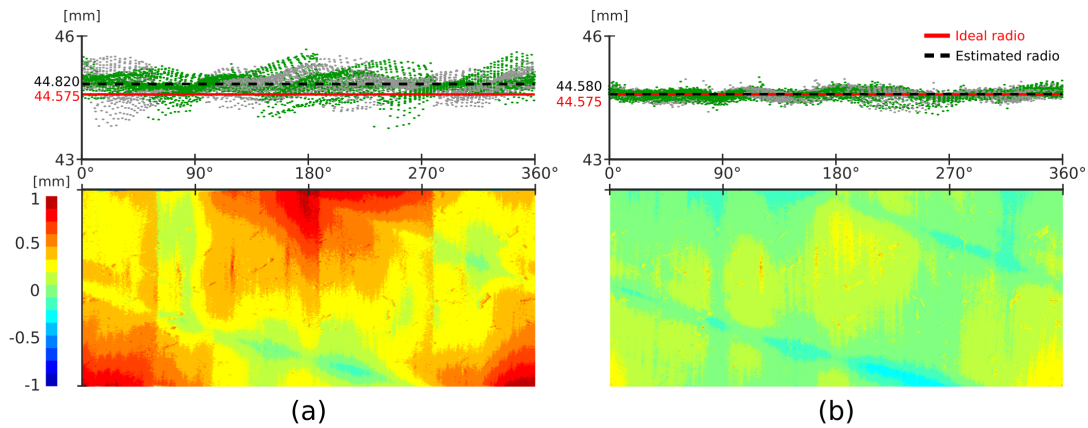 [mm]
46
44.820
44.575
43
0° 90° 180° 270° 360°
[mm]
1
0.5
0
-0.5
-1
(a)
[mm]
Ideal radio
Estimated radio
46
44.580
44.575
43
0° 90° 180° 270° 360°
(b)